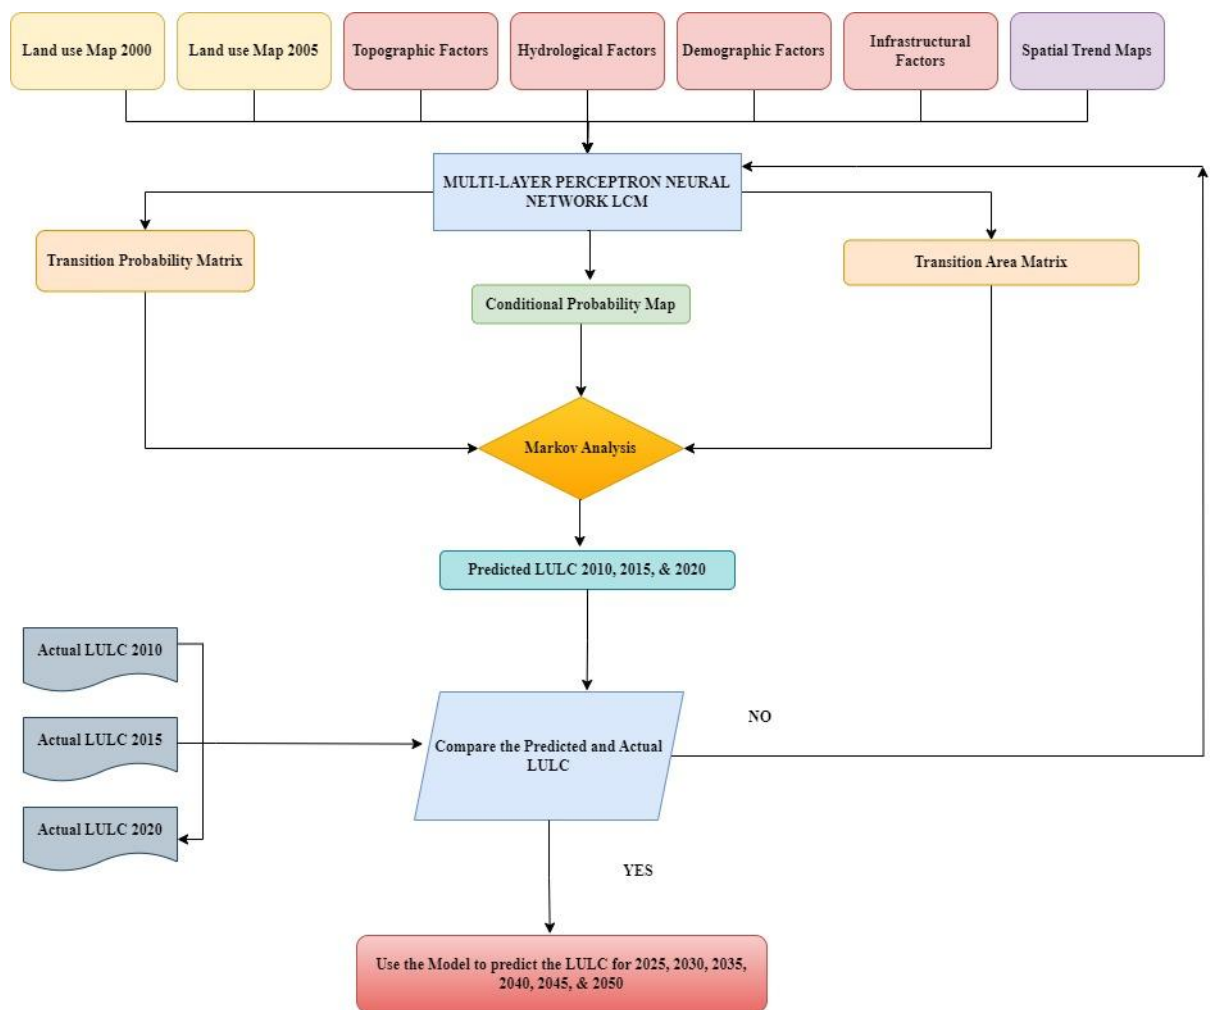 Land use Map 2000
Land use Map 2005
Topographic Factors
Hydrological Factors
Demographic Factors
Infrastructural
Factors
Spatial Trend Maps
MULTI-LAYER PERCEPTRON NEURAL
NETWORK LCM
Transition Probability Matrix
Transition Area Matrix
Conditional Probability Map
Markov Analysis
Predicted LULC 2010, 2015, & 2020
Actual LULC 2010
Actual LULC 2015
Actual LULC 2020
Compare the Predicted and Actual
LULC
NO
YES
Use the Model to predict the LULC for 2025, 2030, 2035,
2040, 2045, & 2050